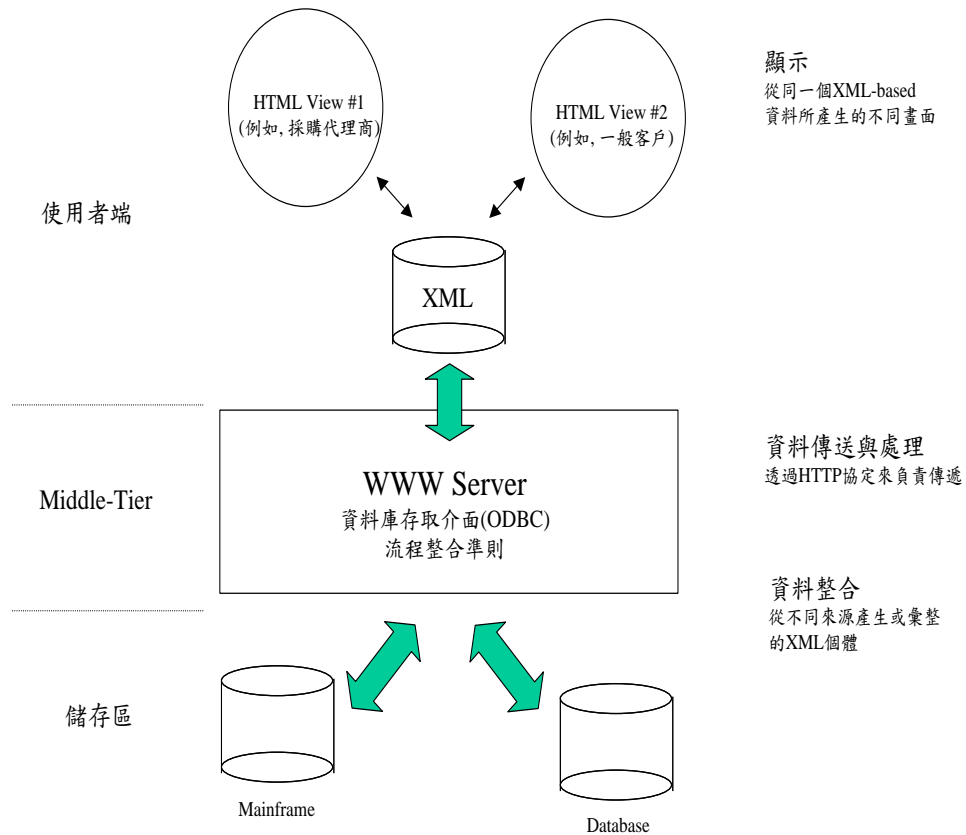 顯示
從同一個XML-based
資料所產生的不同畫面
HTML View #1
(例如, 採購代理商)
HTML View #2
(例如, 一般客戶)
使用者端
XML
Middle-Tier
WWW Server
資料庫存取介面(ODBC)
流程整合準則
資料傳送與處理
透過HTTP協定來負責傳遞
資料整合
從不同來源產生或彙整
的XML個體
儲存區
Mainframe
Database